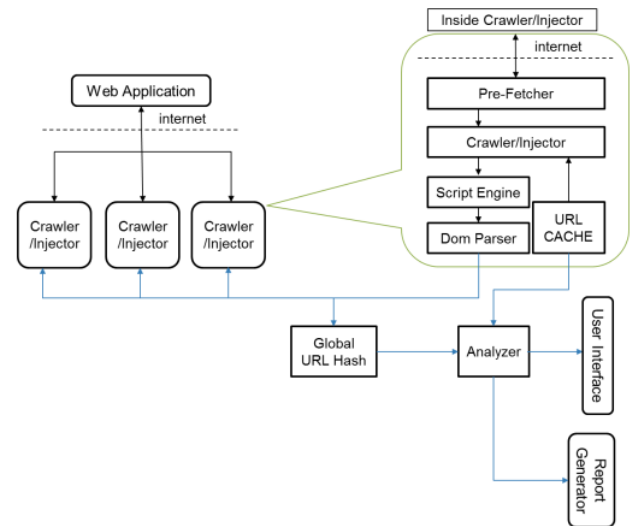 Inside Crawler/Injector
internet
Pre-Fetcher
Crawler/Injector
Script Engine
Dom Parser
URL
CACHE
Web Application
internet
Crawler
/Injector
Crawler
/Injector
Crawler
/Injector
Global
URL Hash
Analyzer
User Interface
Report
Generator